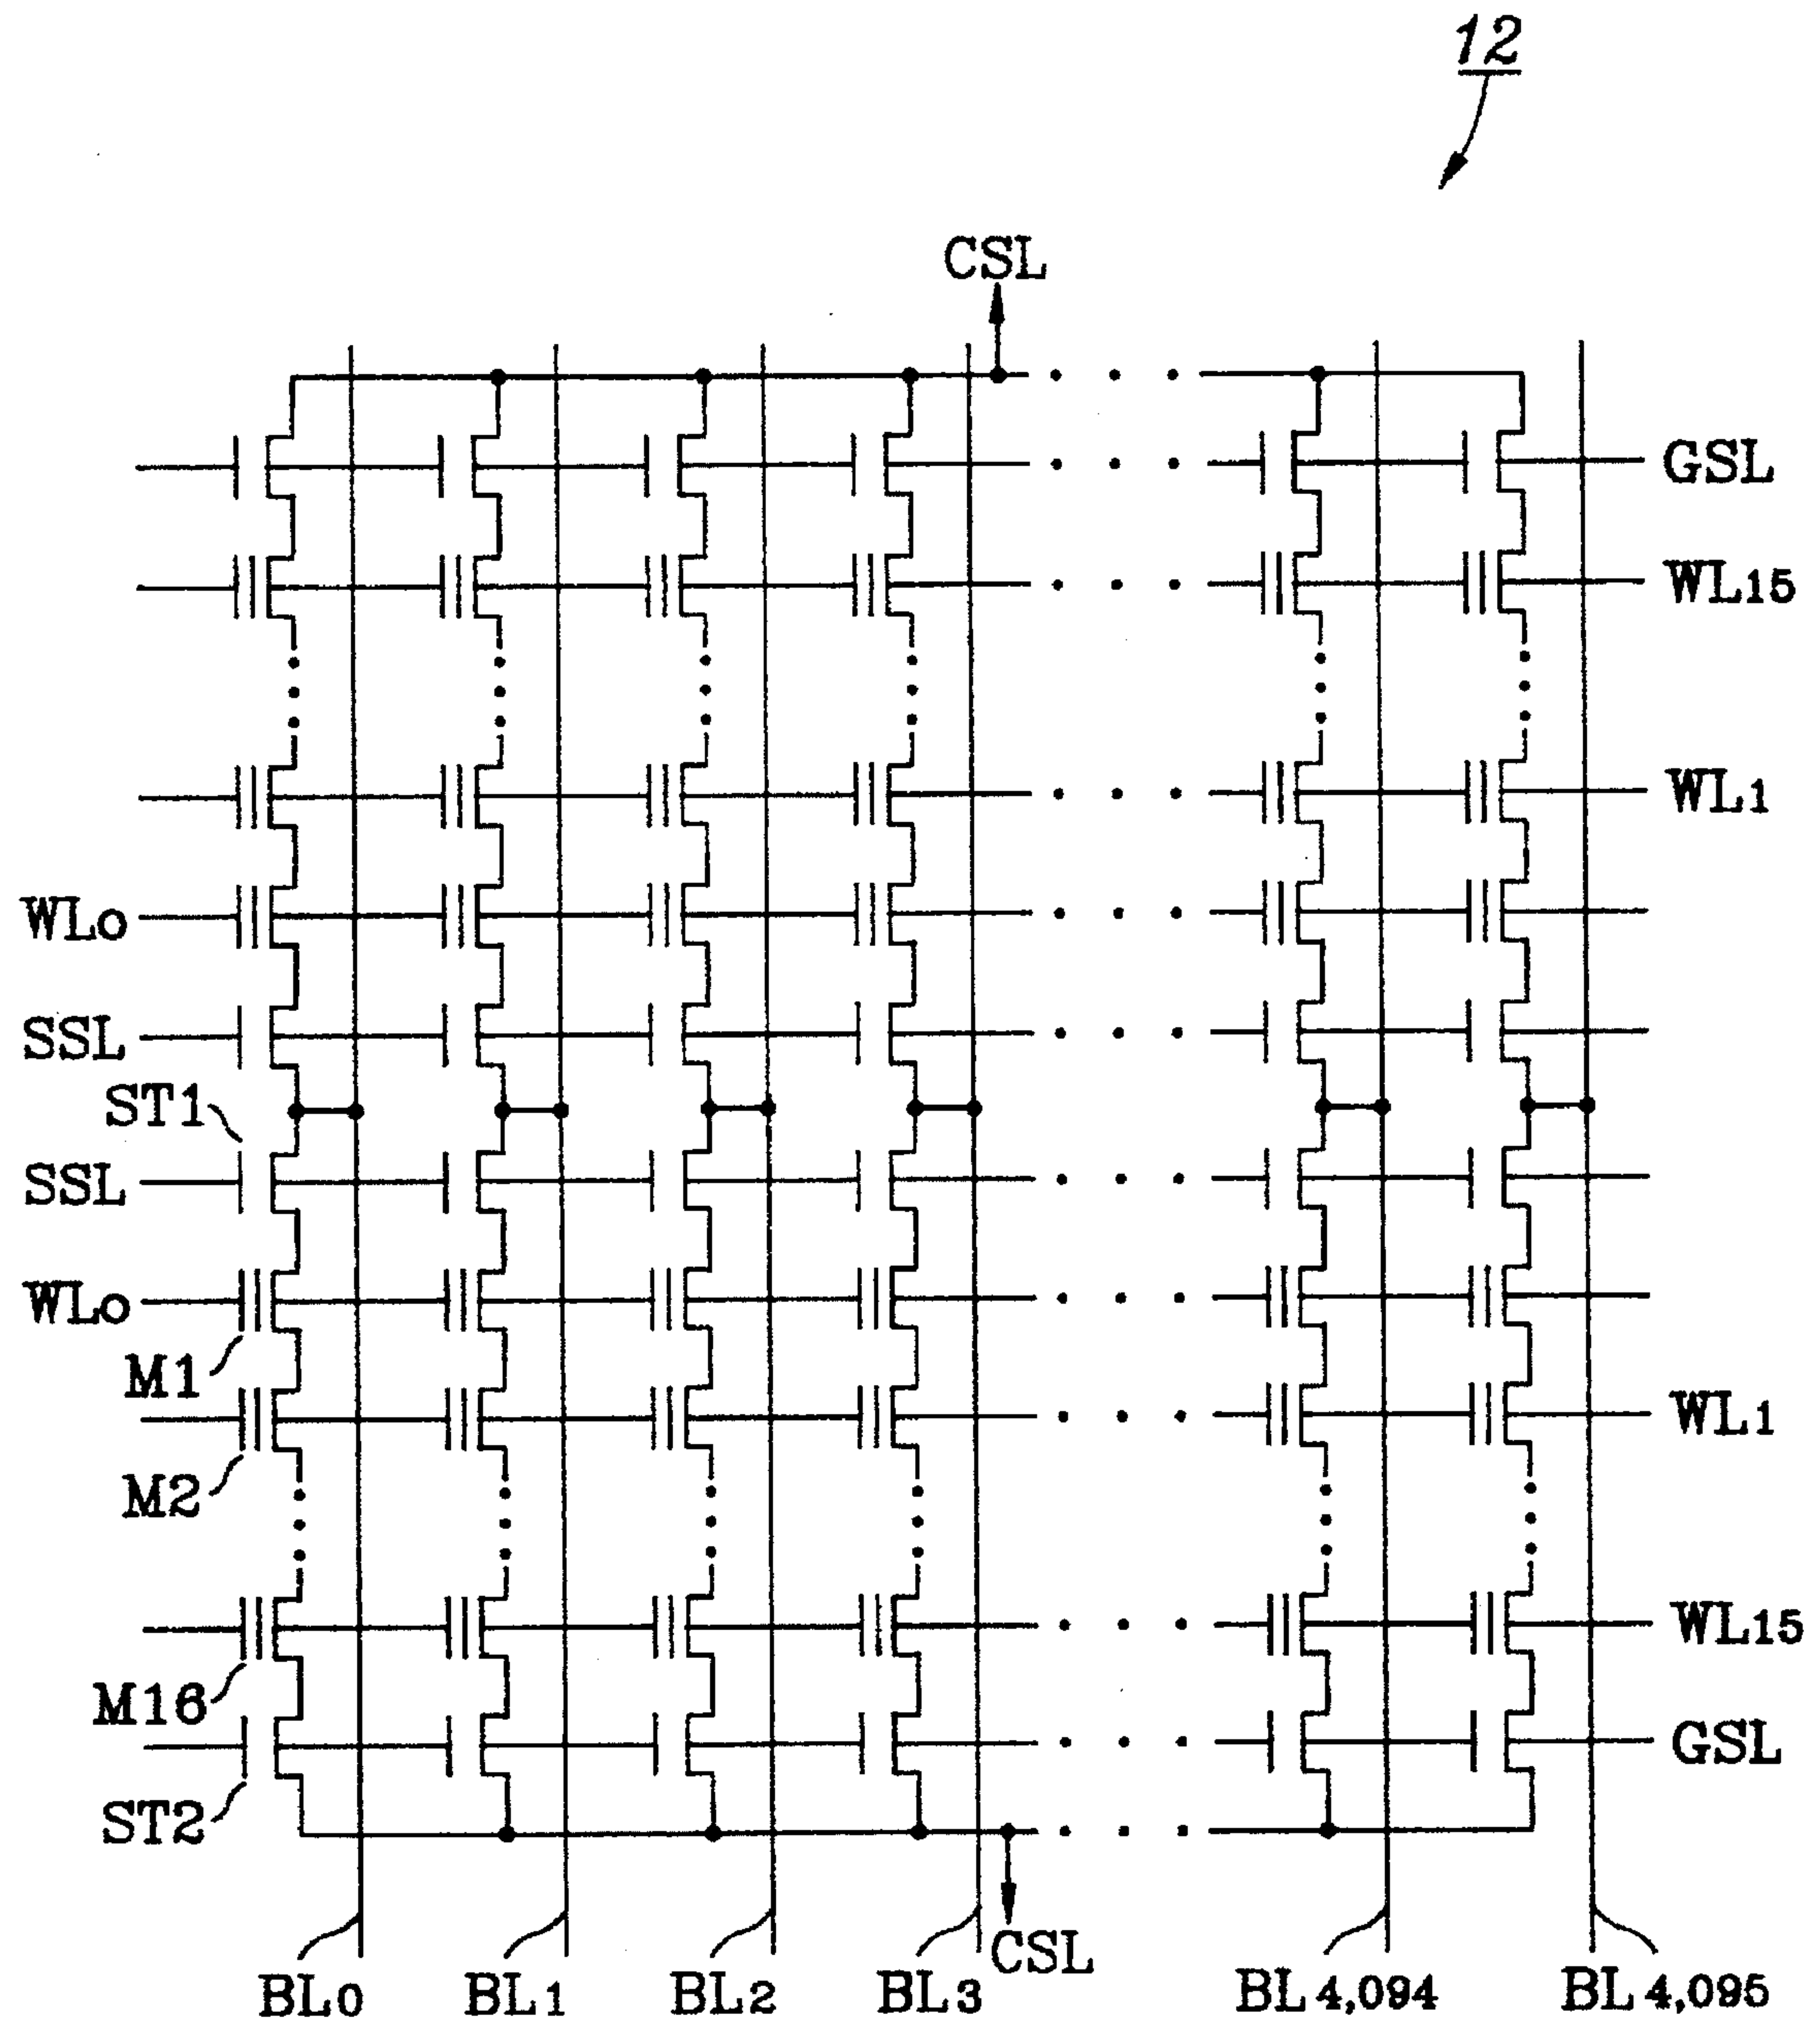 12
CSL
GSL
WL15
WL1
WL0
SSL
ST1
SSL
WL0
M1
WL1
M2
WL15
M16
GSL
ST2
CSL
BL0 BL1 BL2 BL3 BL4,094 BL4,095